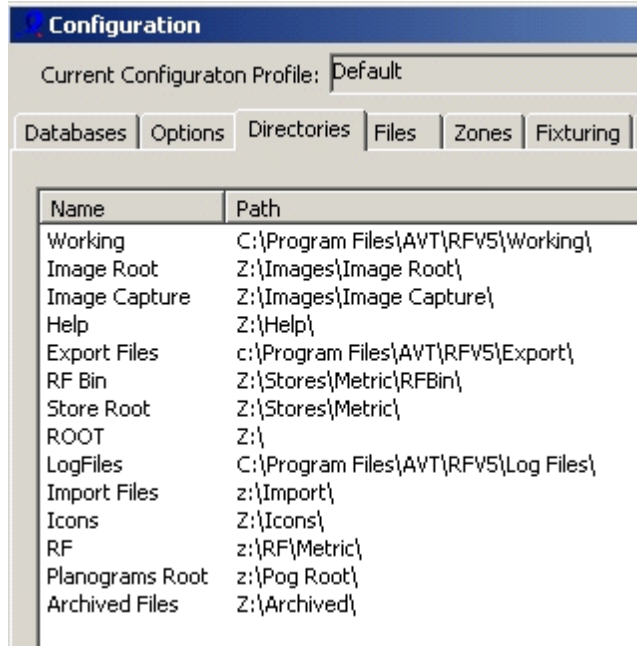 Configuration
Current Configuraton Profile: Default
Databases Options Directories Files Zones Fixturing
Name Path
Working C:\Program Files\AVT\RFV5\Working\
Image Root Z:\Images\Image Root\
Image Capture Z:\Images\Image Capture\
Help Z:\Help\
Export Files c:\Program Files\AVT\RFV5\Export\
RF Bin Z:\Stores\Metric\RFBin\
Store Root Z:\Stores\Metric\
ROOT Z:\
LogFiles C:\Program Files\AVT\RFV5\Log Files\
Import Files z:\Import\
Icons Z:\Icons\
RF z:\RF\Metric\
Planograms Root z:\Pog Root\
Archived Files Z:\Archived\